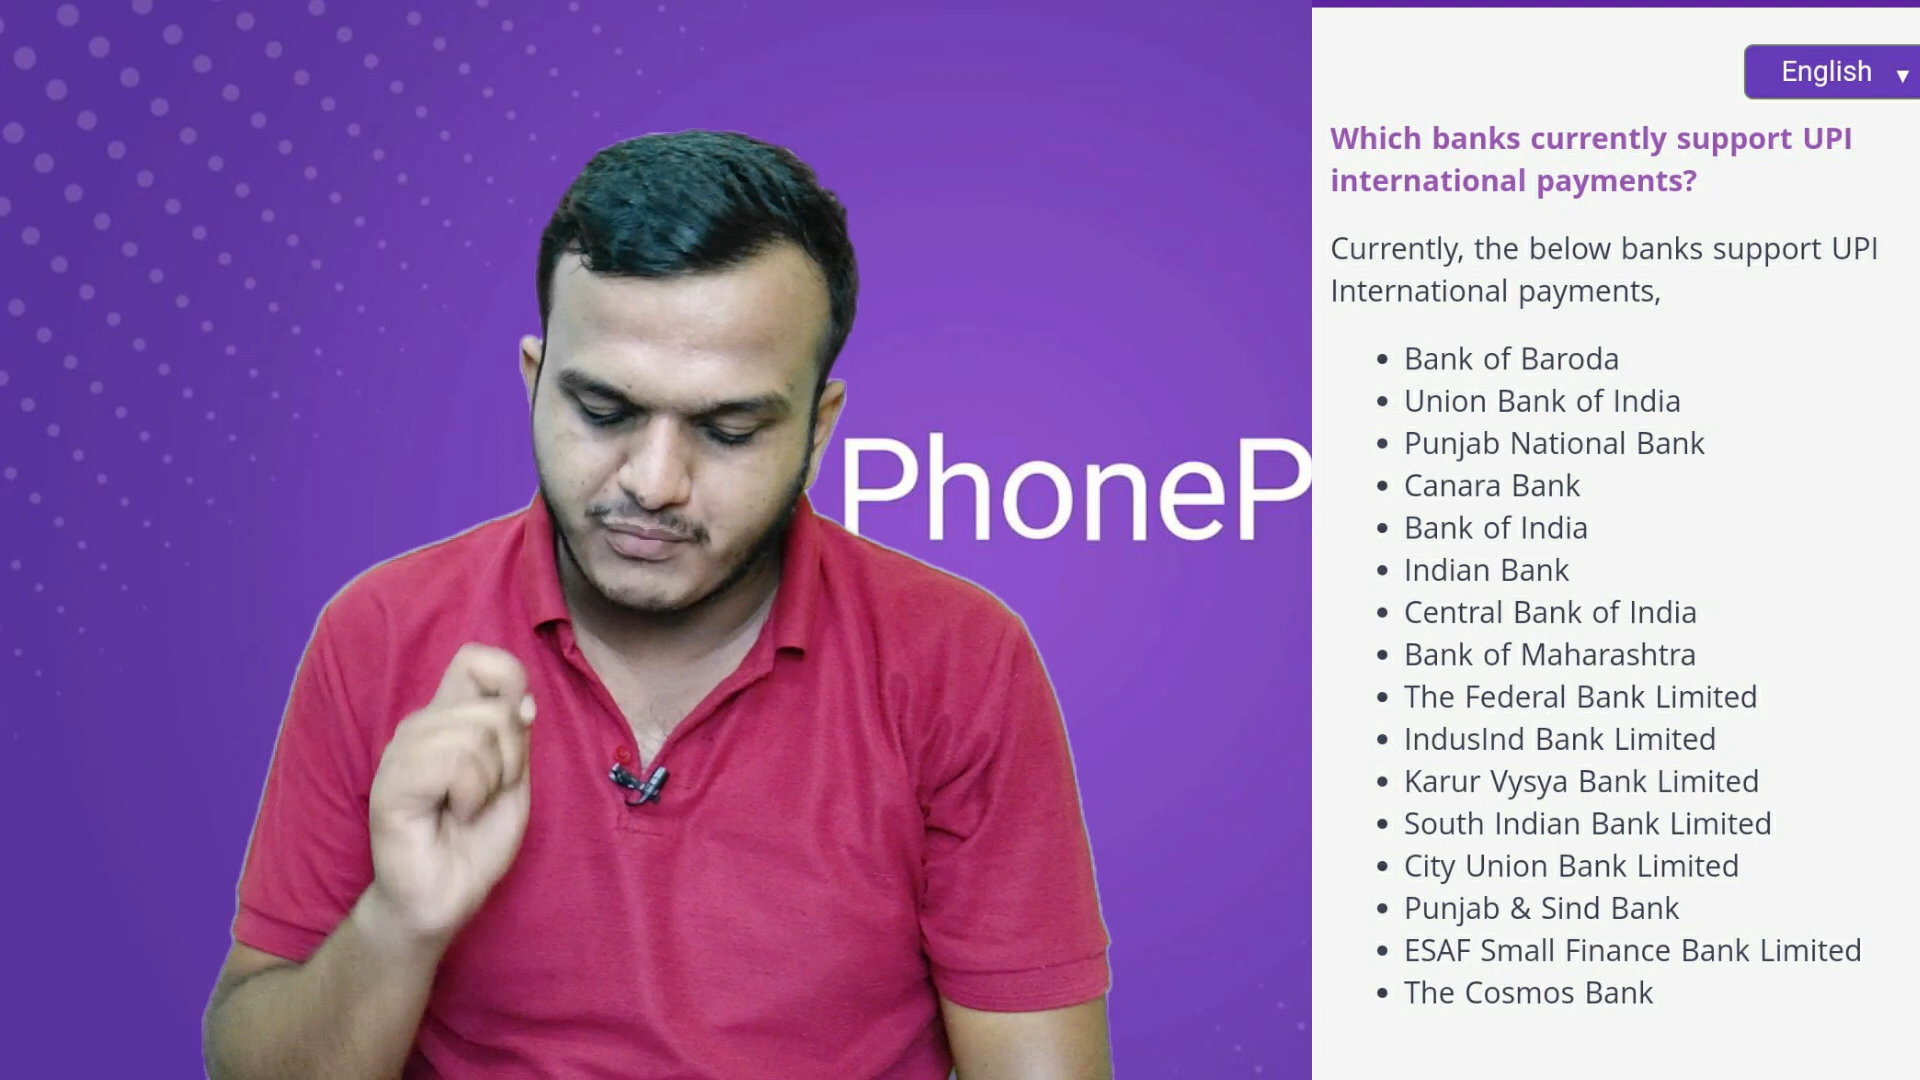 PhoneP
English
Which banks currently support UPI
international payments?
Currently, the below banks support UPI
International payments,
• Bank of Baroda
• Union Bank of India
• Punjab National Bank
• Canara Bank
• Bank of India
• Indian Bank
• Central Bank of India
• Bank of Maharashtra
• The Federal Bank Limited
• IndusInd Bank Limited
• Karur Vysya Bank Limited
• South Indian Bank Limited
• City Union Bank Limited
• Punjab & Sind Bank
• ESAF Small Finance Bank Limited
• The Cosmos Bank